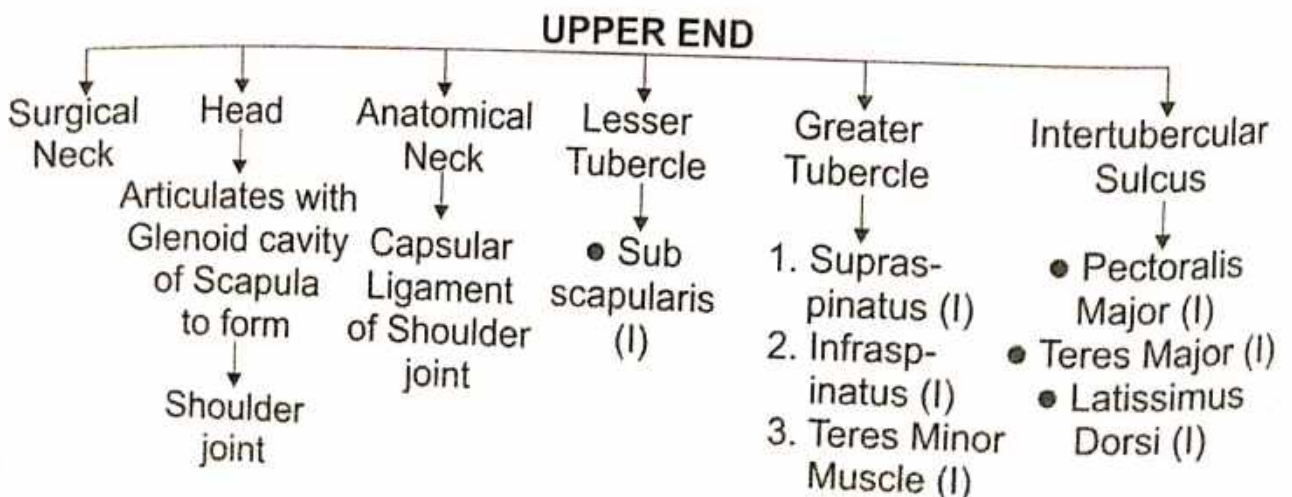 UPPER END
Surgical
Neck
Head
Articulates with
Glenoid cavity
of Scapula
to form
Shoulder
joint
Anatomical
Neck
Capsular
Ligament
of Shoulder
joint
Lesser
Tubercle
● Sub
scapularis
(I)
Greater
Tubercle
1. Supras-
pinatus (I)
2. Infrasp-
inatus (I)
3. Teres Minor
Muscle (I)
Intertubercular
Sulcus
● Pectoralis
Major (I)
● Teres Major (I)
● Latissimus
Dorsi (I)